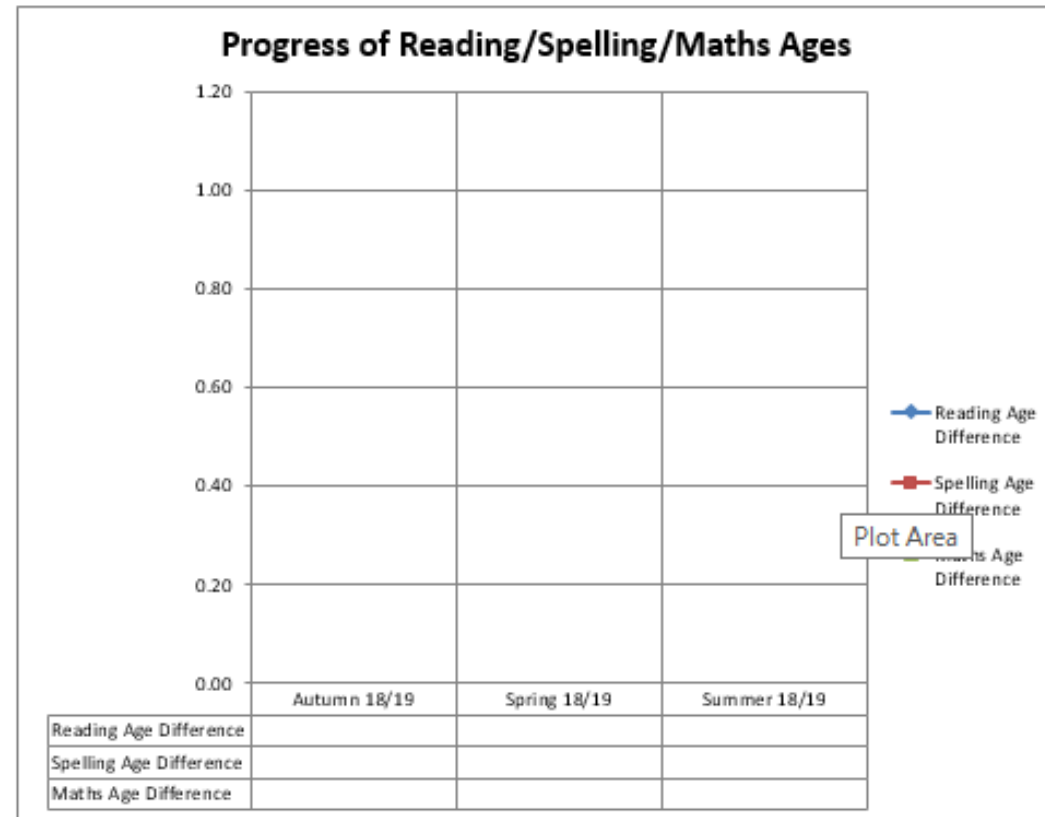 Progress of Reading/Spelling/Maths Ages
1.20
1.00
0.80
0.60
0.40
0.20
0.00
Autumn 18/19 Spring 18/19 Summer 18/19
Reading Age Difference
Spelling Age Difference
Maths Age Difference
Reading Age
Difference
Spelling Age
Difference
Plot Area
Age
Difference